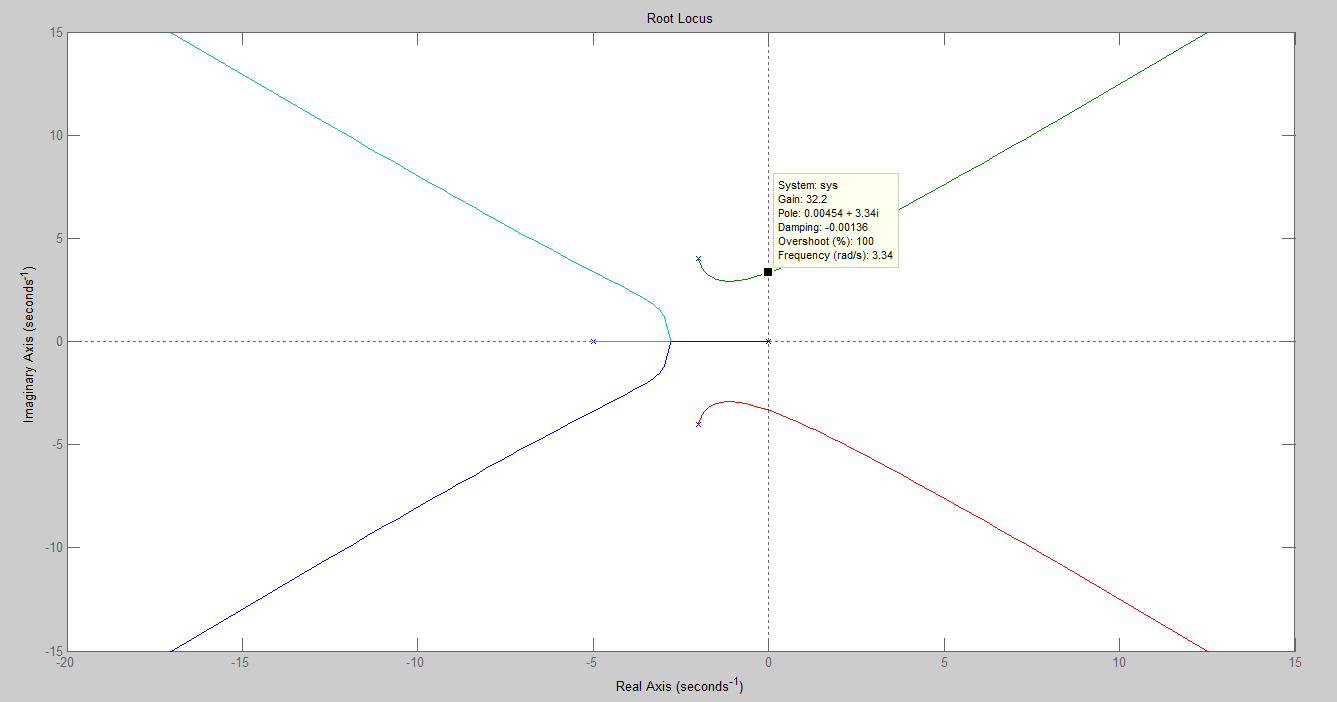 Root Locus
15
10
5
0
-5
-10
-15
Imaginary Axis (seconds-1)
System: sys
Gain: 32.2
Pole: 0.00454 + 3.34i
Damping: -0.00136
Overshoot (%): 100
Frequency (rad/s): 3.34
-20 -15 -10 -5 0 5 10 15
Real Axis (seconds-1)